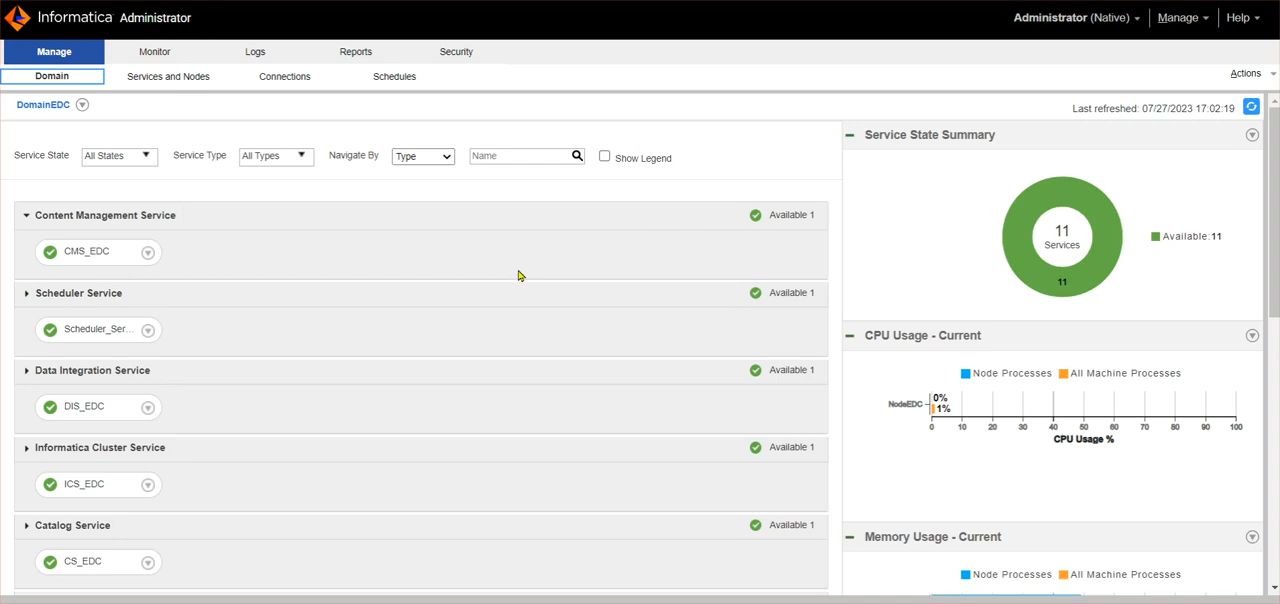 Informatica Administrator
Administrator (Native) Manage Help
Manage Monitor Logs Reports Security
Domain Services and Nodes Connections Schedules
Actions
DomainEDC
Last refreshed: 07/27/2023 17:02:19
Service State All States Service Type All Types Navigate By Type Name Show Legend
Content Management Service Available 1
CMS_EDC
Scheduler Service Available 1
Scheduler_Ser...
Data Integration Service Available 1
DIS_EDC
Informatica Cluster Service Available 1
ICS_EDC
Catalog Service Available 1
CS_EDC
Service State Summary
11
Services
11
Available:11
CPU Usage - Current
Node Processes All Machine Processes
NodeEDC
0%
1%
0 10 20 30 40 50 60 70 80 90 100
CPU Usage %
Memory Usage - Current
Node Processes All Machine Processes